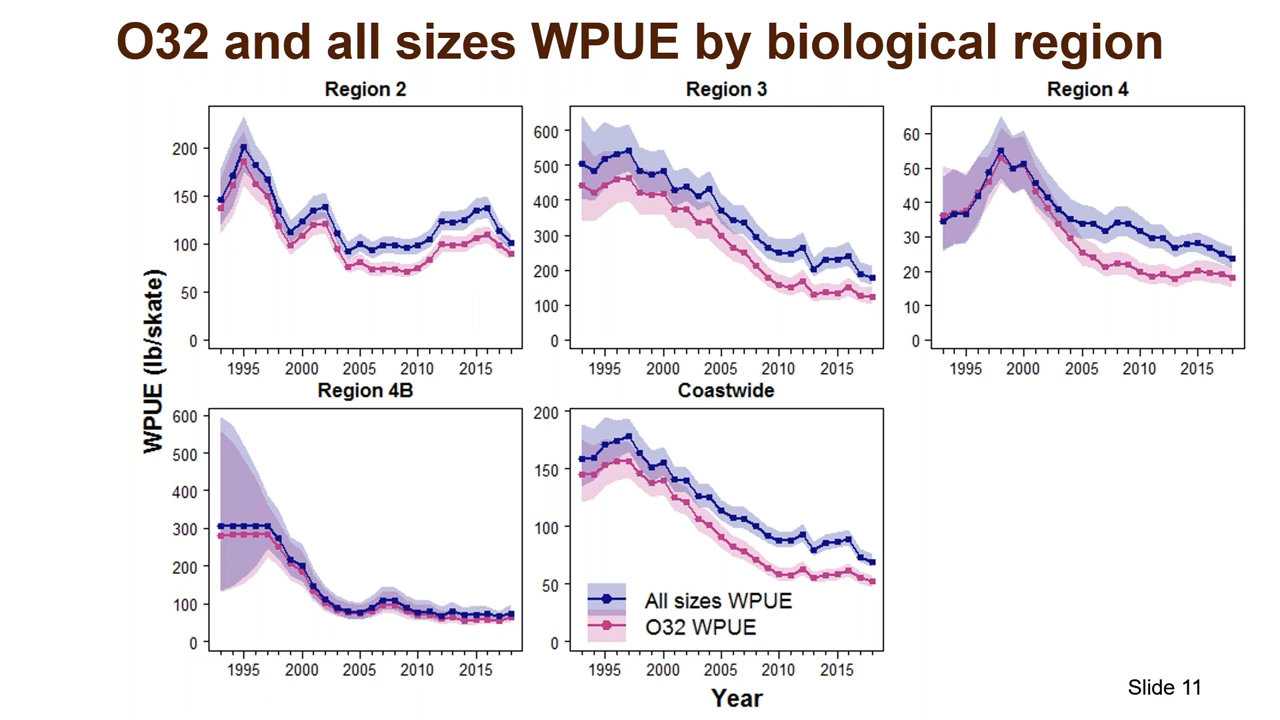 O32 and all sizes WPUE by biological region
Region 2
Region 3
Region 4
WPUE (lb/skate)
200
150
100
50
0
1995 2000 2005 2010 2015
600
500
400
300
200
100
0
1995 2000 2005 2010 2015
60
50
40
30
20
10
0
1995 2000 2005 2010 2015
Region 4B
Coastwide
600
500
400
300
200
100
0
1995 2000 2005 2010 2015
200
150
100
50
0
All sizes WPUE
O32 WPUE
1995 2000 2005 2010 2015
Year
Slide 11